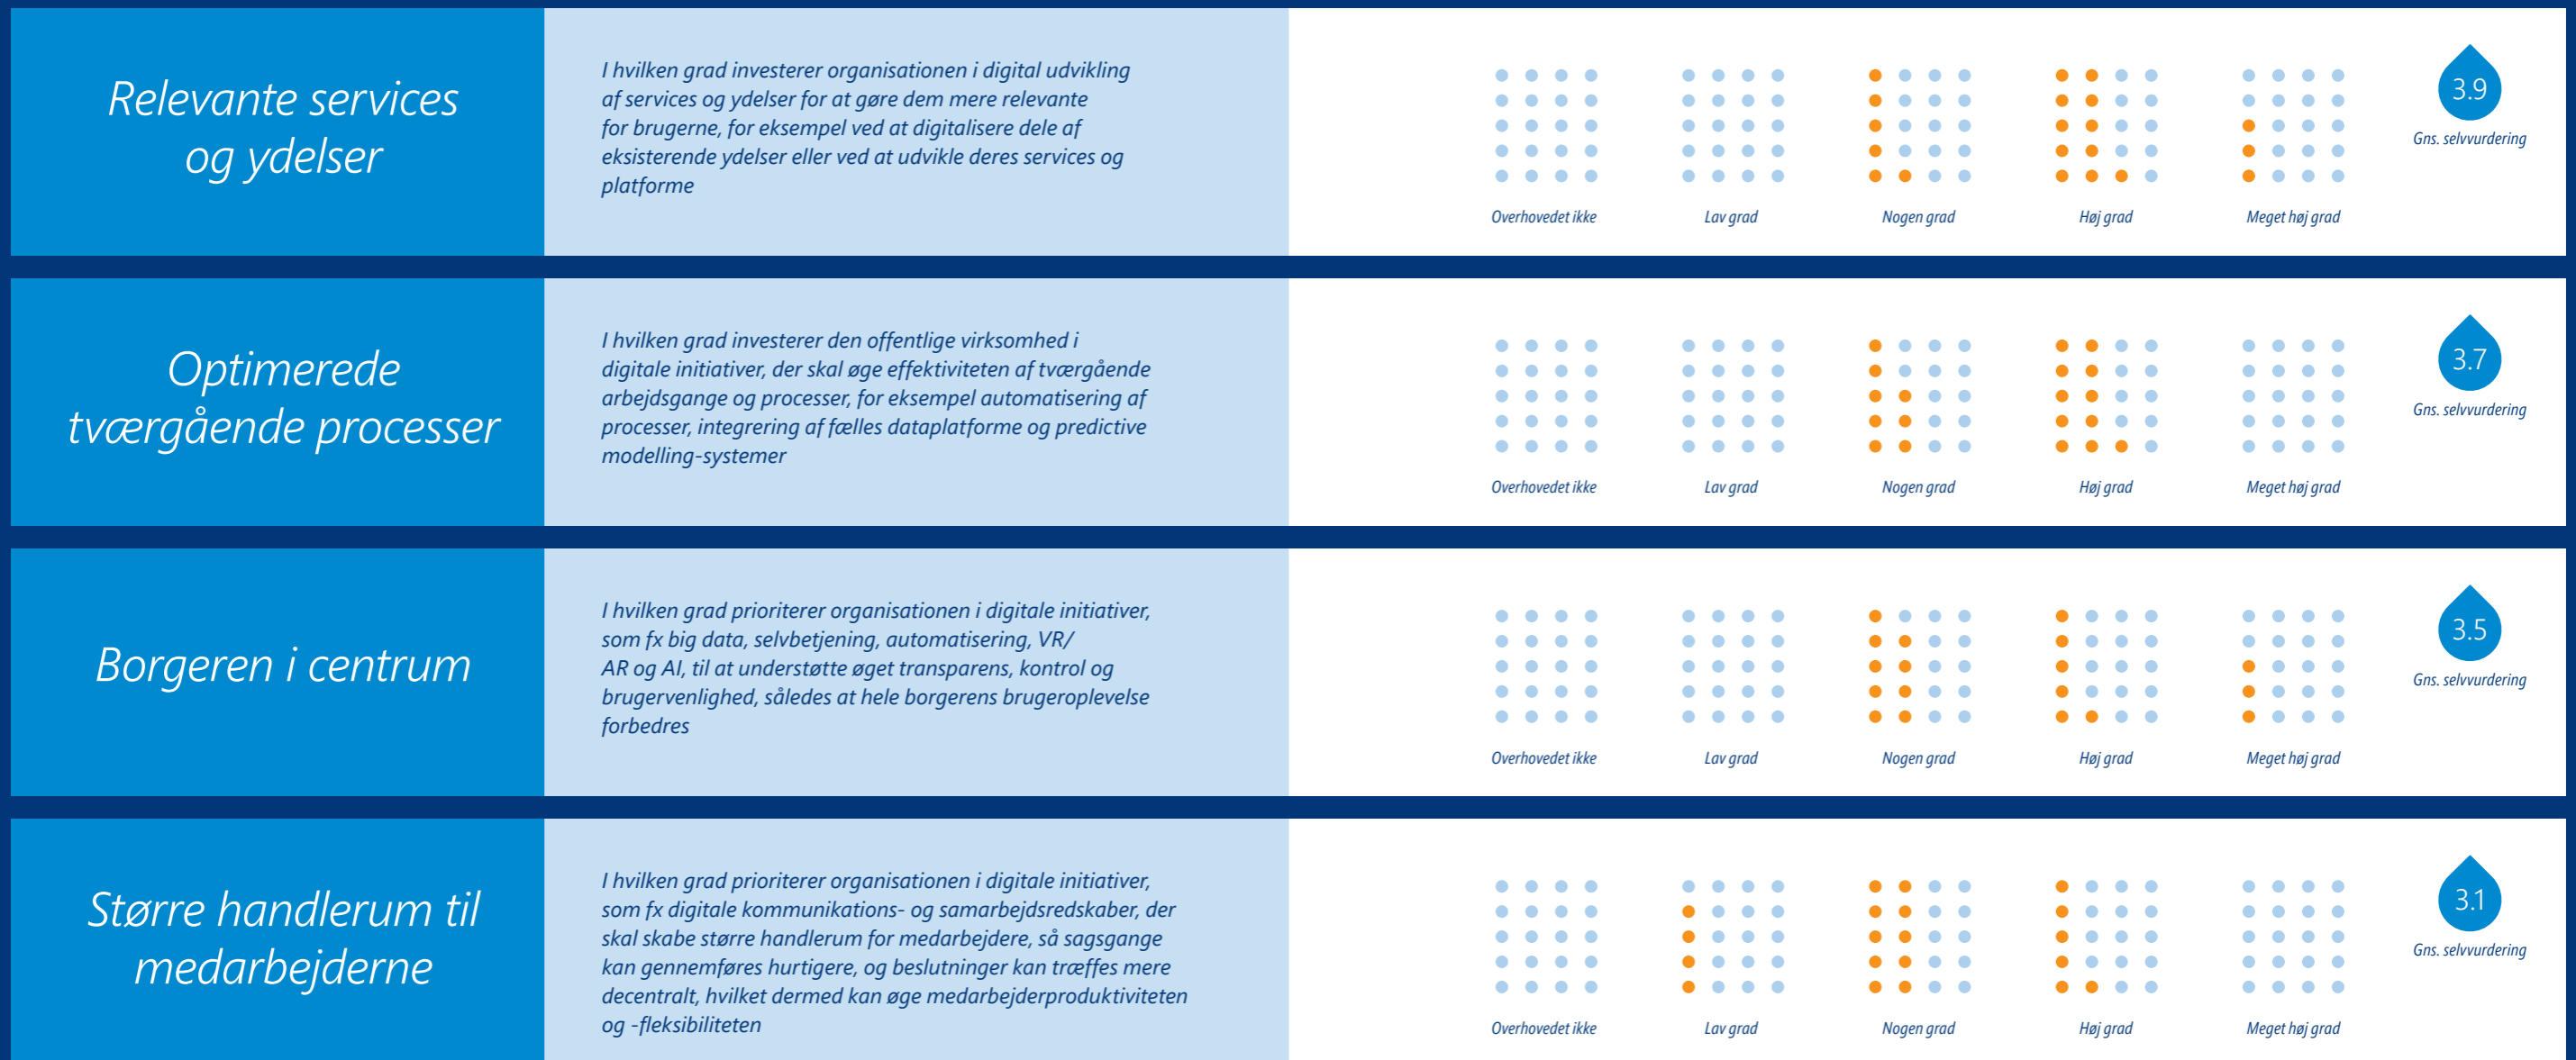 Relevante services
og ydelser
I hvilken grad investerer organisationen i digital udvikling
af services og ydelser for at gøre dem mere relevante
for brugerne, for eksempel ved at digitalisere dele af
eksisterende ydelser eller ved at udvikle deres services og
platforme
Overhovedet ikke
Lav grad
Nogen grad
Høj grad
Meget høj grad
3.9
Gns. selvvurdering
Optimerede
tværgående processer
I hvilken grad investerer den offentlige virksomhed i
digitale initiativer, der skal øge effektiviteten af tværgående
arbejdsgange og processer, for eksempel automatisering af
processer, integrering af fælles dataplatforme og predictive
modelling-systemer
Overhovedet ikke
Lav grad
Nogen grad
Høj grad
Meget høj grad
3.7
Gns. selvvurdering
Borgeren i centrum
I hvilken grad prioriterer organisationen i digitale initiativer,
som fx big data, selvbetjening, automatisering, VR/
AR og AI, til at understøtte øget transparens, kontrol og
brugervenlighed, således at hele borgerens brugeroplevelse
forbedres
Overhovedet ikke
Lav grad
Nogen grad
Høj grad
Meget høj grad
3.5
Gns. selvvurdering
Større handlerum til
medarbejderne
I hvilken grad prioriterer organisationen i digitale initiativer,
som fx digitale kommunikations- og samarbejdsredskaber, der
skal skabe større handlerum for medarbejdere, så sagsgange
kan gennemføres hurtigere, og beslutninger kan træffes mere
decentralt, hvilket dermed kan øge medarbejderproduktiviteten
og -fleksibiliteten
Overhovedet ikke
Lav grad
Nogen grad
Høj grad
Meget høj grad
3.1
Gns. selvvurdering